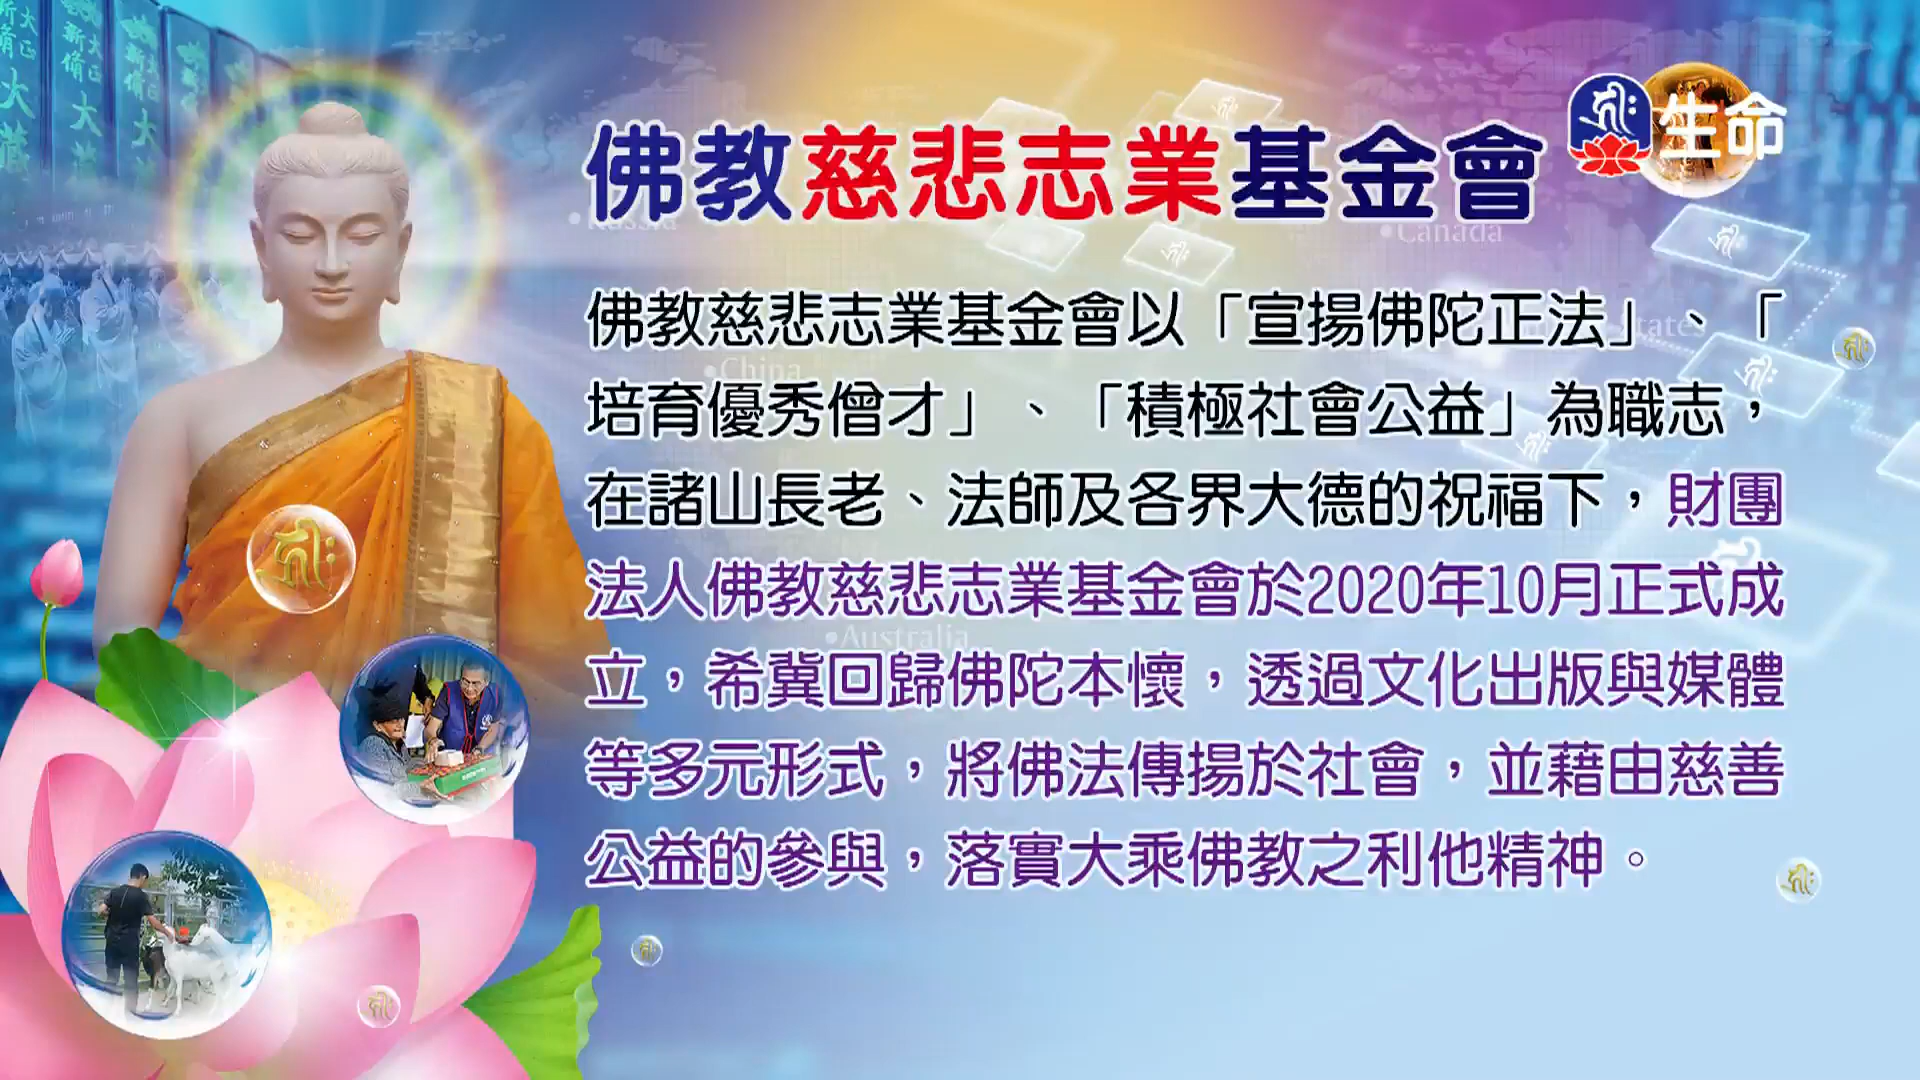 佛教慈悲志業基金會
生命
佛教慈悲志業基金會以「宣揚佛陀正法」、「
培育優秀僧才」、「積極社會公益」為職志，
在諸山長老、法師及各界大德的祝福下，財團
法人佛教慈悲志業基金會於2020年10月正式成
立，希冀回歸佛陀本懷，透過文化出版與媒體
等多元形式，將佛法傳揚於社會，並藉由慈善
公益的參與，落實大乘佛教之利他精神。
•Russia
•Canada
•China
•Australia